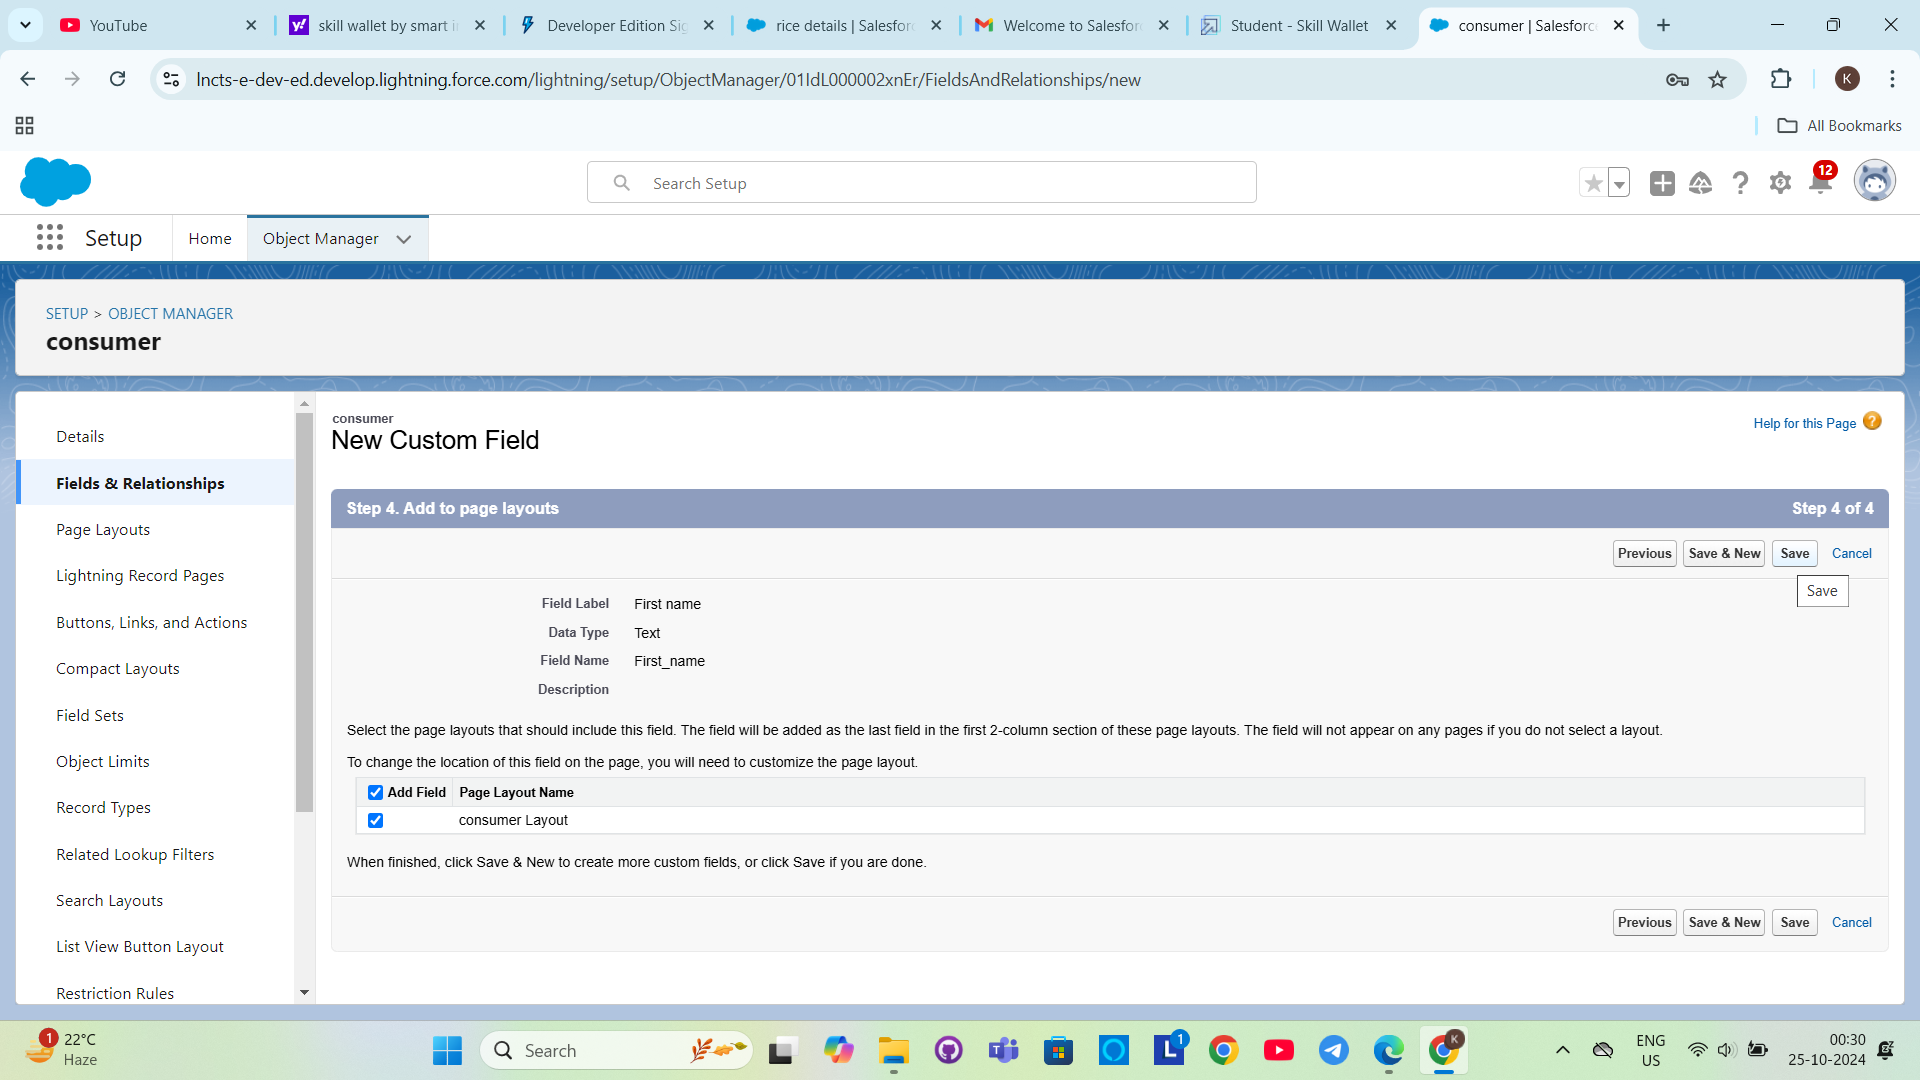 YouTube
skill wallet by smart i
Developer Edition Sig
rice details | Salesfor
Welcome to Salesfor
Student - Skill Wallet
consumer | Salesforc
lncts-e-dev-ed.develop.lightning.force.com/lightning/setup/ObjectManager/01IdL000002xnEr/FieldsAndRelationships/new
K
All Bookmarks
Search Setup
12
Setup
Home
Object Manager
SETUP > OBJECT MANAGER
consumer
Details
Fields & Relationships
Page Layouts
Lightning Record Pages
Buttons, Links, and Actions
Compact Layouts
Field Sets
Object Limits
Record Types
Related Lookup Filters
Search Layouts
List View Button Layout
Restriction Rules
consumer
New Custom Field
Help for this Page ?
Step 4. Add to page layouts
Step 4 of 4
Previous Save & New Save Cancel
Save
Field Label First name
Data Type Text
Field Name First_name
Description
Select the page layouts that should include this field. The field will be added as the last field in the first 2-column section of these page layouts. The field will not appear on any pages if you do not select a layout.
To change the location of this field on the page, you will need to customize the page layout.
Add Field Page Layout Name
consumer Layout
When finished, click Save & New to create more custom fields, or click Save if you are done.
Previous Save & New Save Cancel
1
22°C
Haze
Search
L
1
K
ENG
US
00:30
25-10-2024